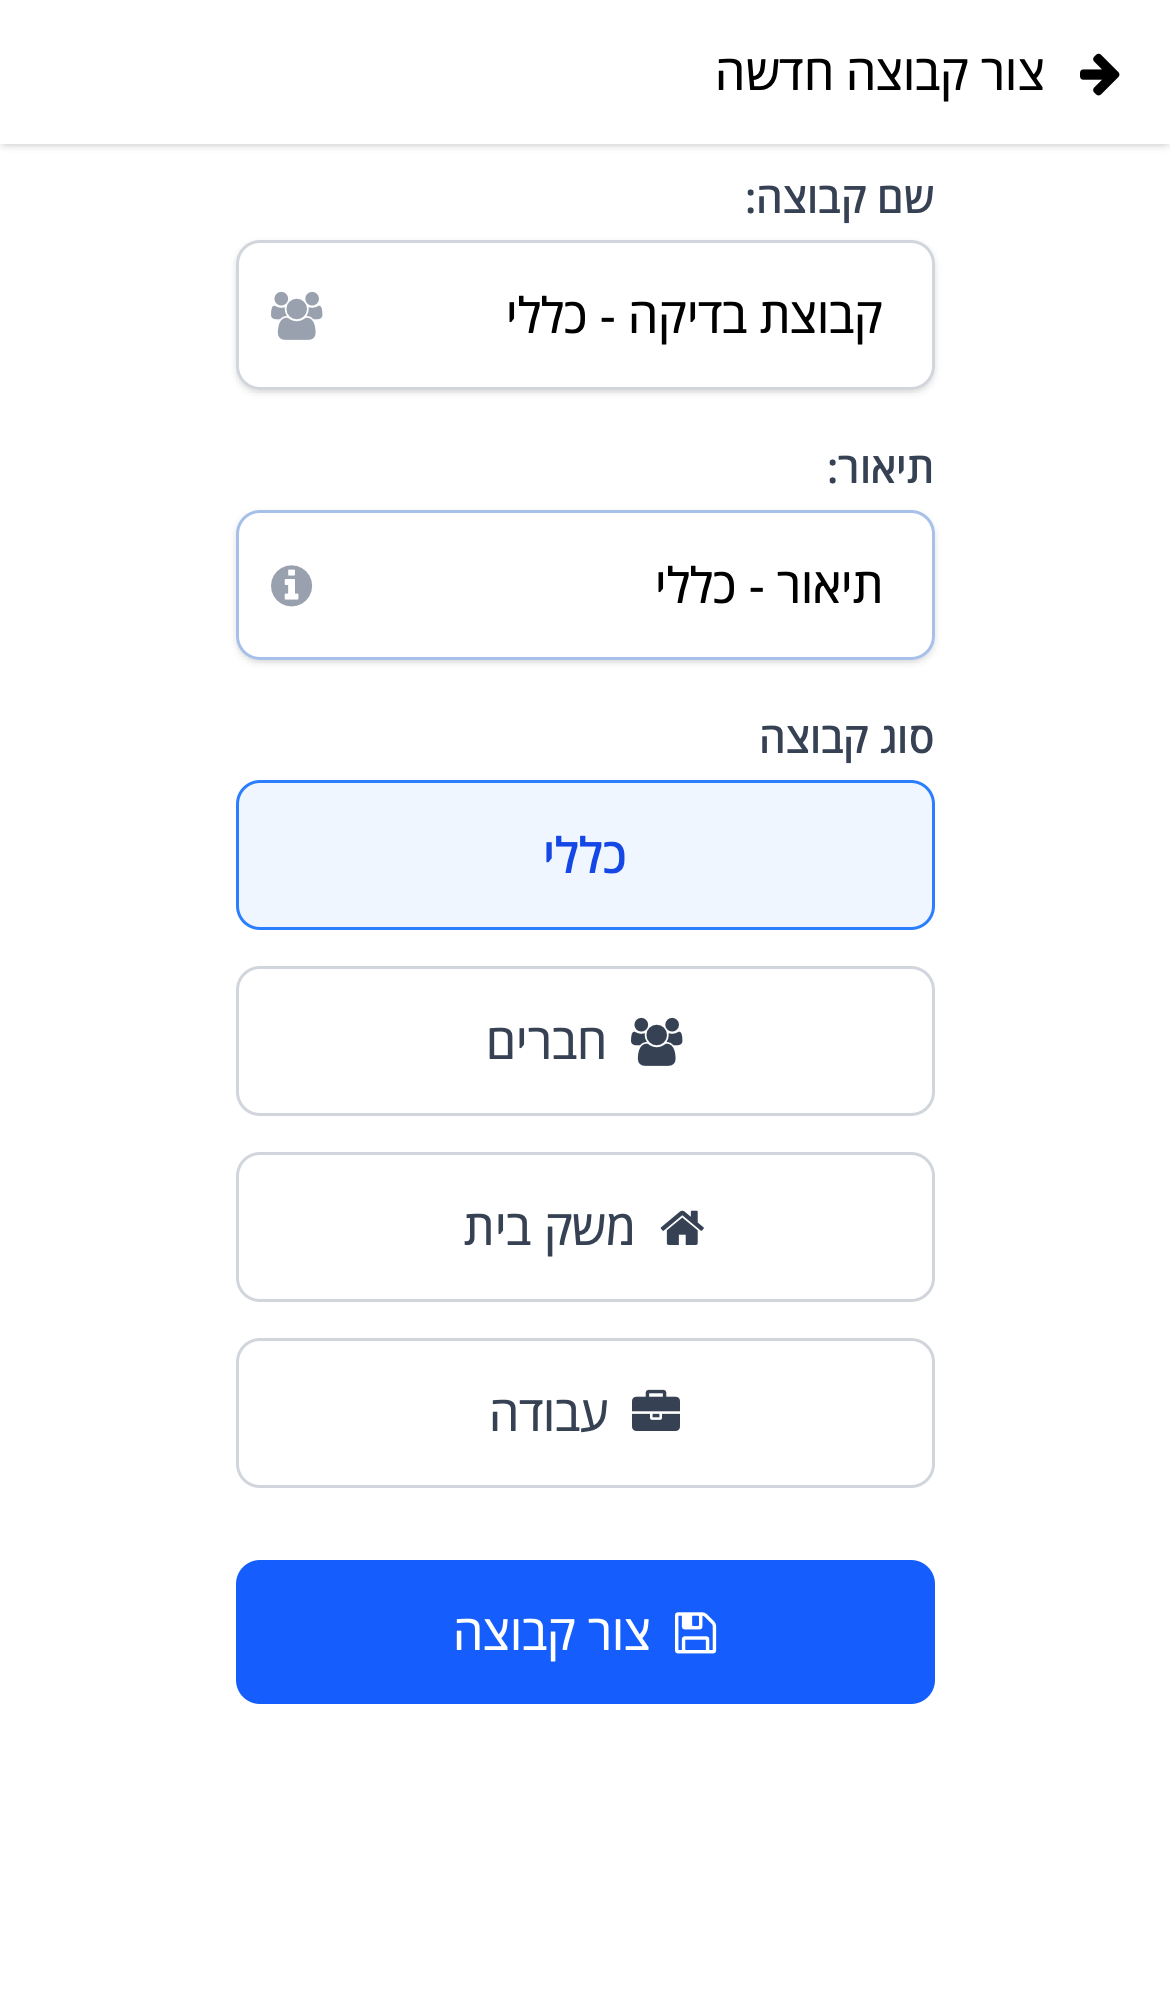 צור קבוצה חדשה
שם קבוצה:
קבוצת בדיקה - כללי
תיאור:
תיאור - כללי
סוג קבוצה
כללי
חברים
משק בית
עבודה
צור קבוצה